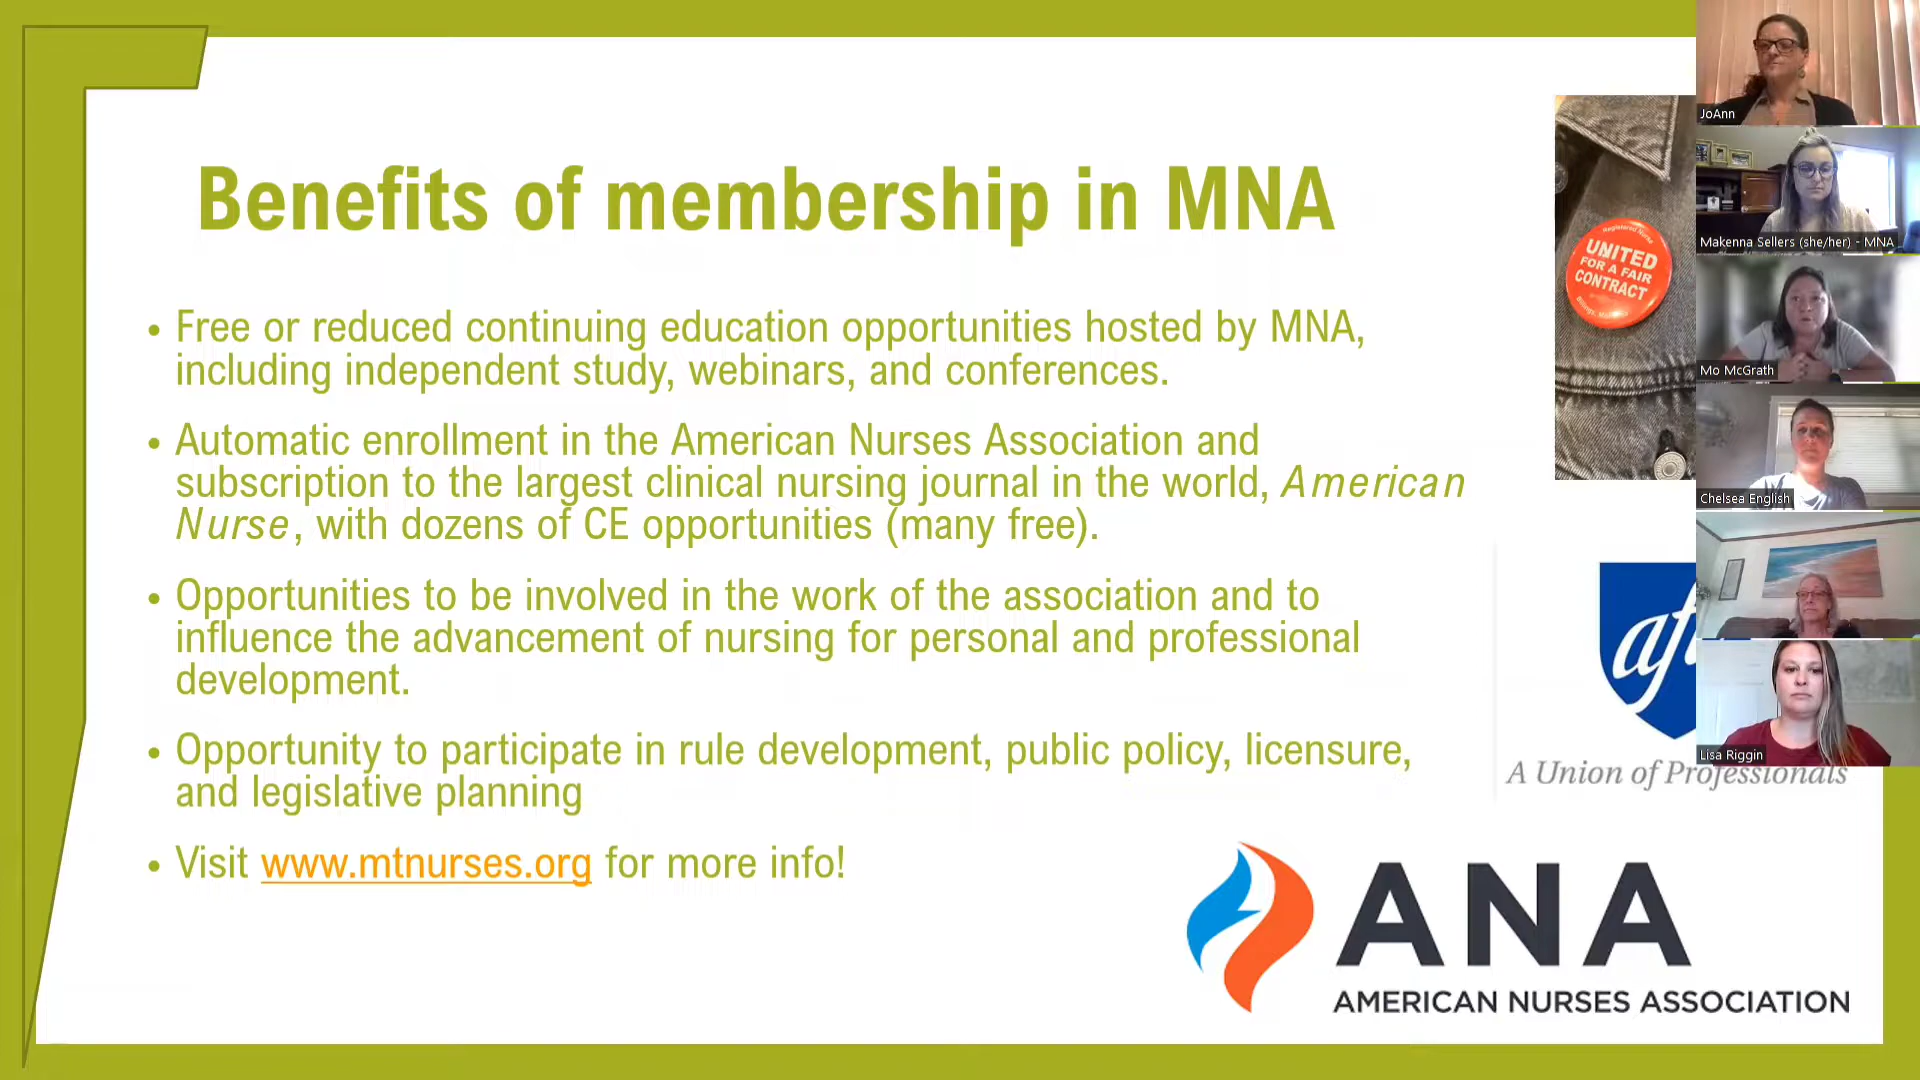 Benefits of membership in MNA
• Free or reduced continuing education opportunities hosted by MNA,
including independent study, webinars, and conferences.
• Automatic enrollment in the American Nurses Association and
subscription to the largest clinical nursing journal in the world, American
Nurse, with dozens of CE opportunities (many free).
• Opportunities to be involved in the work of the association and to
influence the advancement of nursing for personal and professional
development.
• Opportunity to participate in rule development, public policy, licensure,
and legislative planning
• Visit www.mtnurses.org for more info!
Registered Nurse
UNITED
FOR A FAIR
CONTRACT
af
A Union of Professionals
ANA
AMERICAN NURSES ASSOCIATION
JoAnn
Makenna Sellers (she/her) - MNA
Mo McGrath
Chelsea English
Lisa Riggin